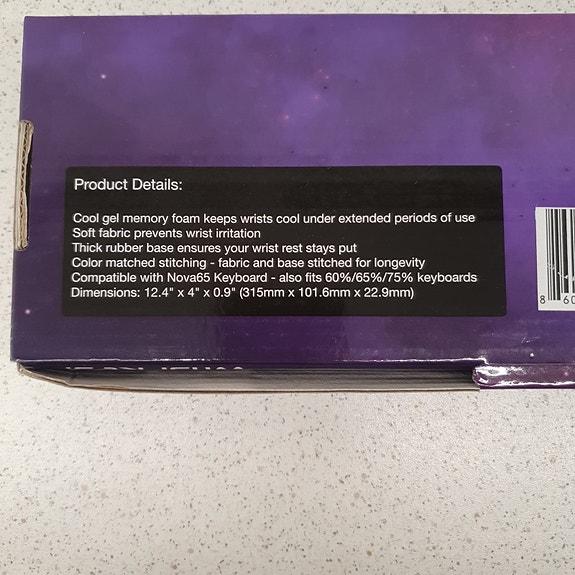 Product Details:
Cool gel memory foam keeps wrists cool under extended periods of use
Soft fabric prevents wrist irritation
Thick rubber base ensures your wrist rest stays put
Color matched stitching - fabric and base stitched for longevity
Compatible with Nova65 Keyboard - also fits 60%/65%/75% keyboards
Dimensions: 12.4" x 4" x 0.9" (315mm x 101.6mm x 22.9mm)
8 60